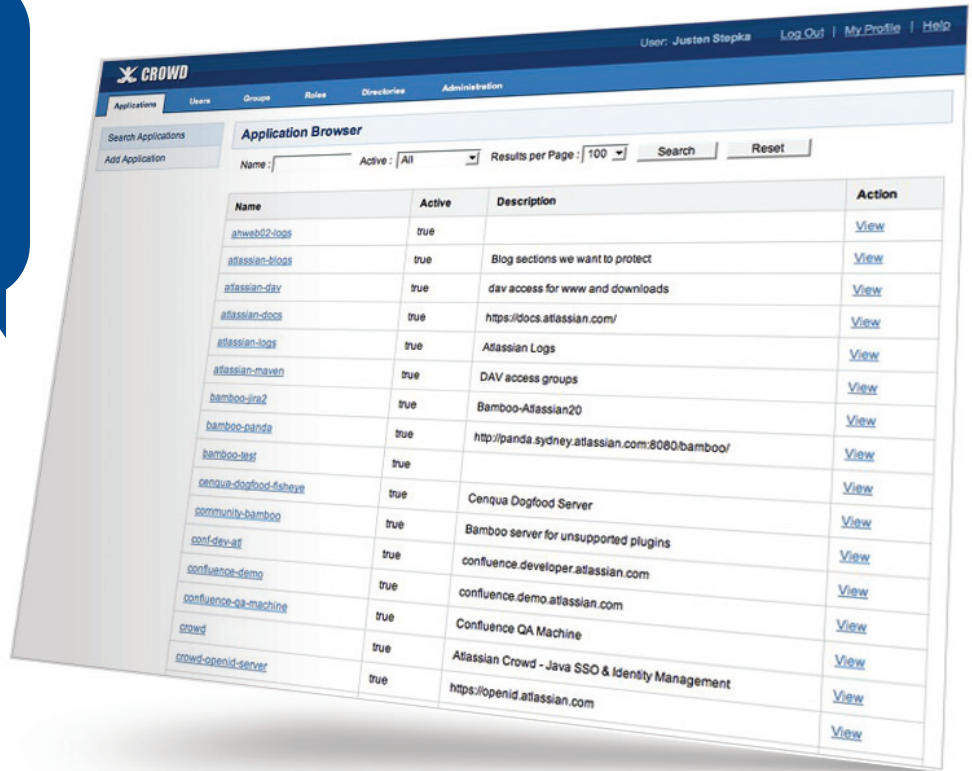 User: Justen Stepka Log Out | My Profile | Help
CROWD
Applications Users Groups Roles Directories Administration
Search Applications
Add Application
Application Browser
Name : Active : All Results per Page : 100 Search Reset
Name Active Description Action
ahweb02-logs true View
atlassian-blogs true Blog sections we want to protect View
atlassian-dav true dav access for www and downloads View
atlassian-docs true https://docs.atlassian.com/ View
atlassian-logs true Atlassian Logs View
atlassian-maven true DAV access groups View
bamboo-jira2 true Bamboo-Atlassian20 View
bamboo-panda true http://panda.sydney.atlassian.com:8080/bamboo/ View
bamboo-test true View
cenqua-dogfood-fisheye true Cenqua Dogfood Server View
community-bamboo true Bamboo server for unsupported plugins View
conf-dev-atl true confluence.developer.atlassian.com View
confluence-demo true confluence.demo.atlassian.com View
confluence-qa-machine true Confluence QA Machine View
crowd true Atlassian Crowd - Java SSO & Identity Management View
crowd-openid-server true https://openid.atlassian.com View